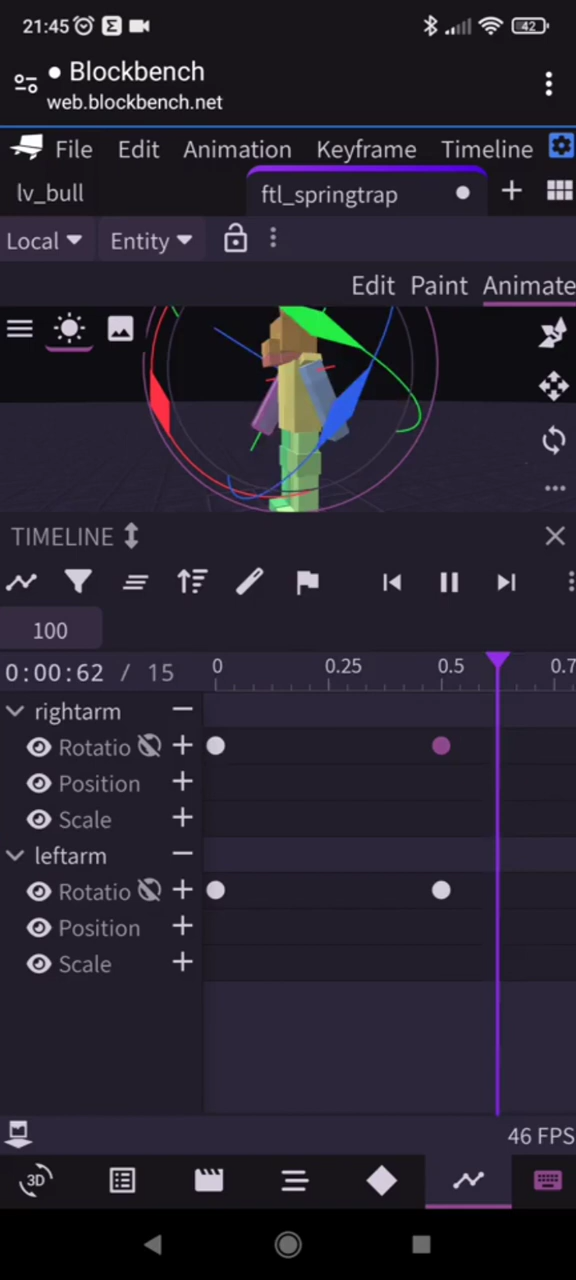 21:45 42
Blockbench
web.blockbench.net
File Edit Animation Keyframe Timeline
lv_bull ftl_springtrap
Local Entity
Edit Paint Animate
TIMELINE
100
0:00:62 / 15 0 0.25 0.5 0.7
rightarm
Rotatio
Position
Scale
leftarm
Rotatio
Position
Scale
46 FPS
3D